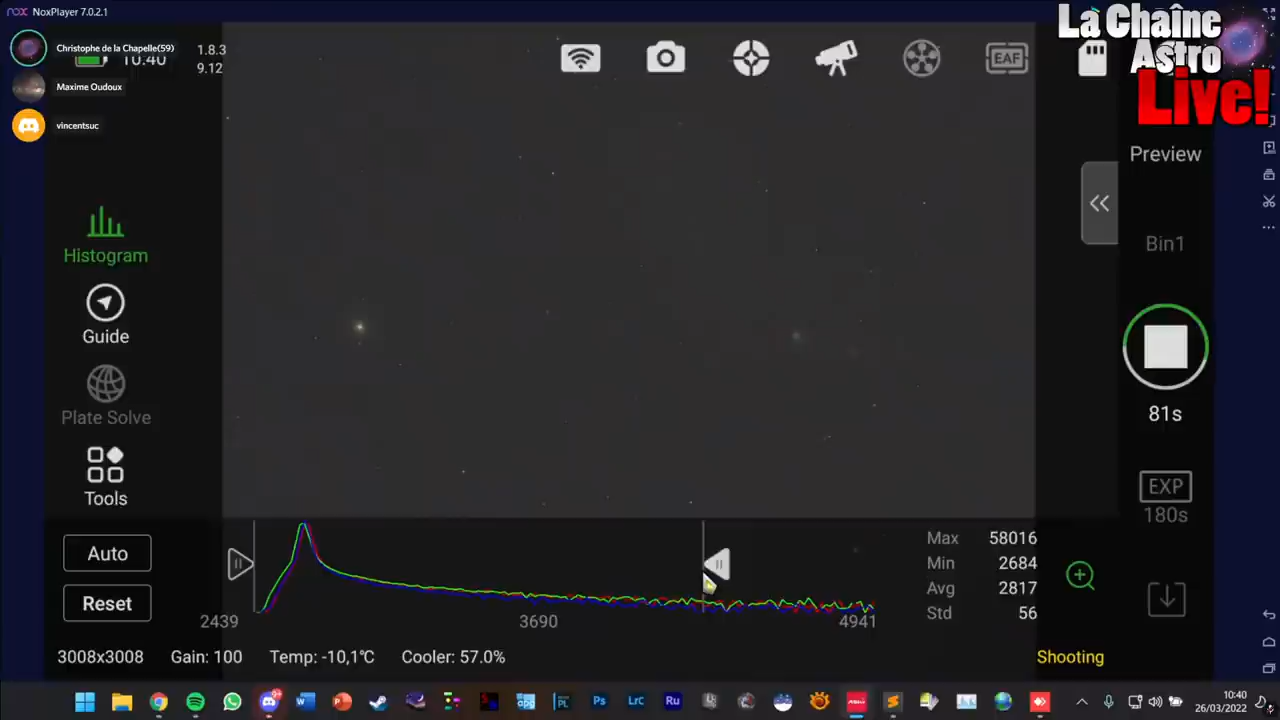 NoxPlayer 7.0.2.1
La Chaîne
Astro
Live!
Christophe de la Chapelle(59)
10:40
1.8.3
9.12
Maxime Oudoux
vincentsuc
EAF
Preview
Bin1
Histogram
Guide
Plate Solve
Tools
81s
EXP
180s
Auto
Reset
Max 58016
Min 2684
Avg 2817
Std 56
2439 3690 4941
3008x3008 Gain: 100 Temp: -10,1℃ Cooler: 57.0%
Shooting
Ps
Lrc
Ru
10:40
26/03/2022